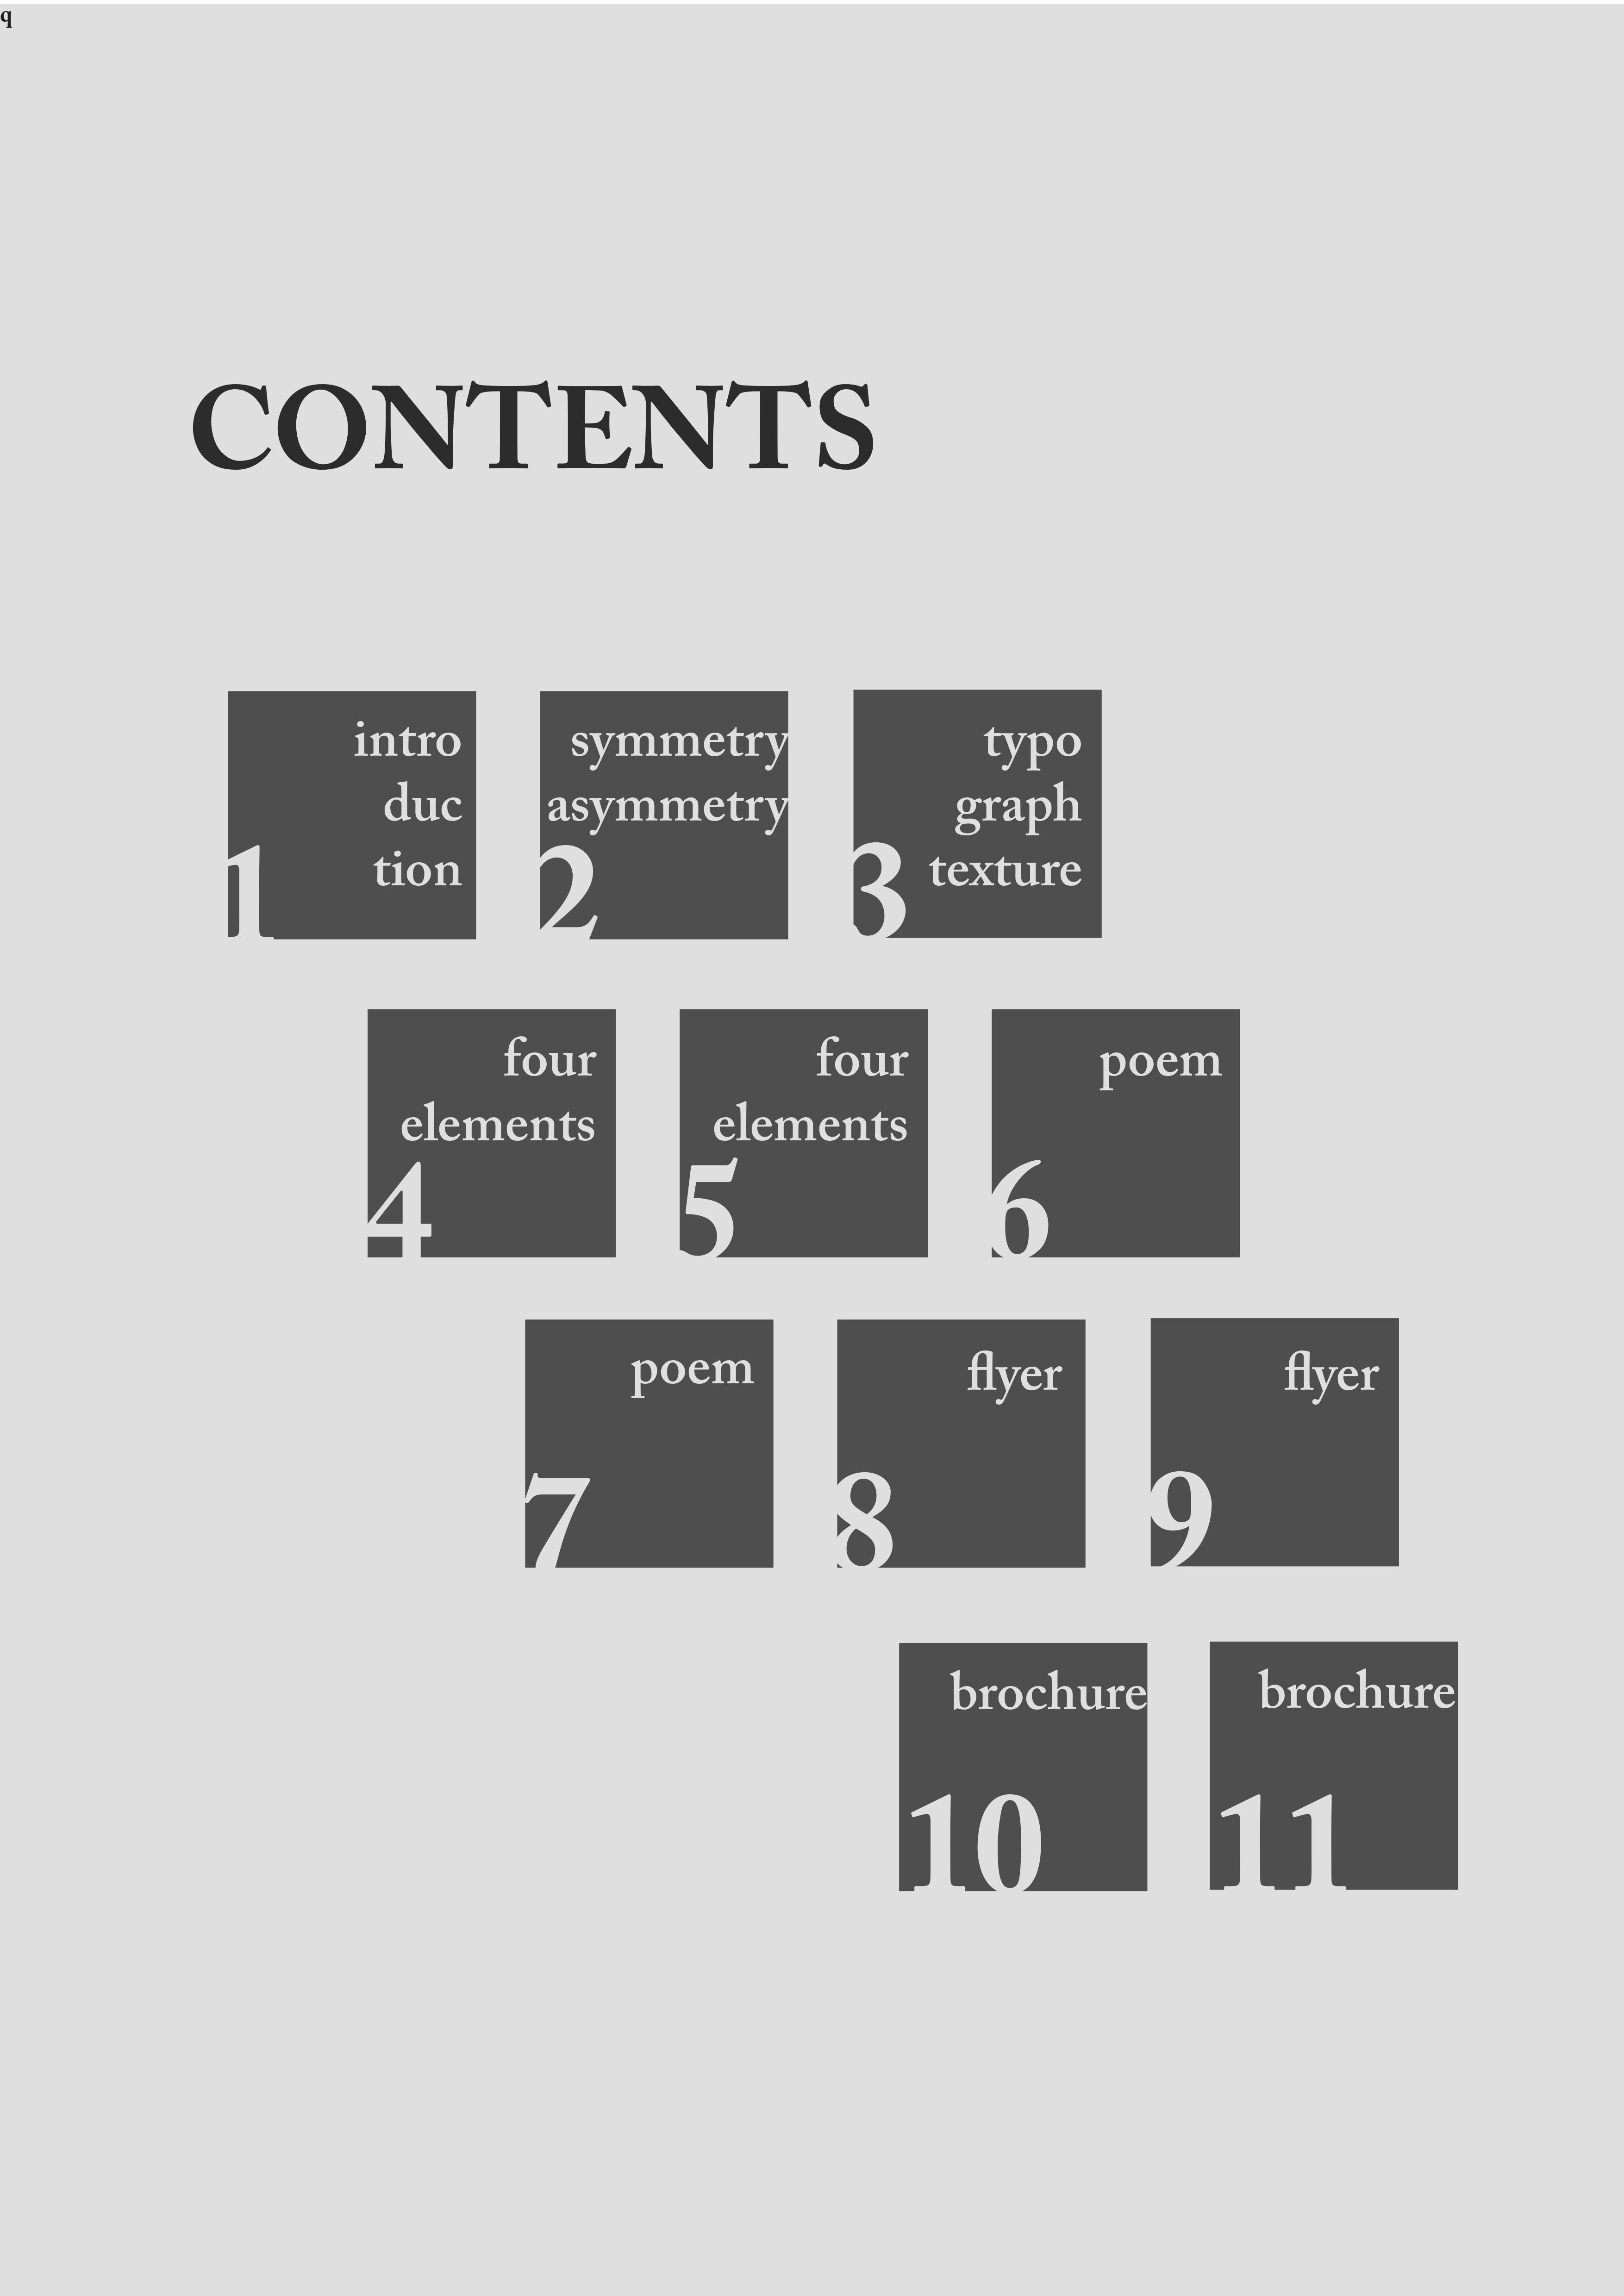 q
CONTENTS
intro
duc
tion
1
symmetry
asymmetry
2
typo
graph
texture
3
four
elements
4
four
elements
5
poem
6
poem
7
flyer
8
flyer
9
brochure
10
brochure
11